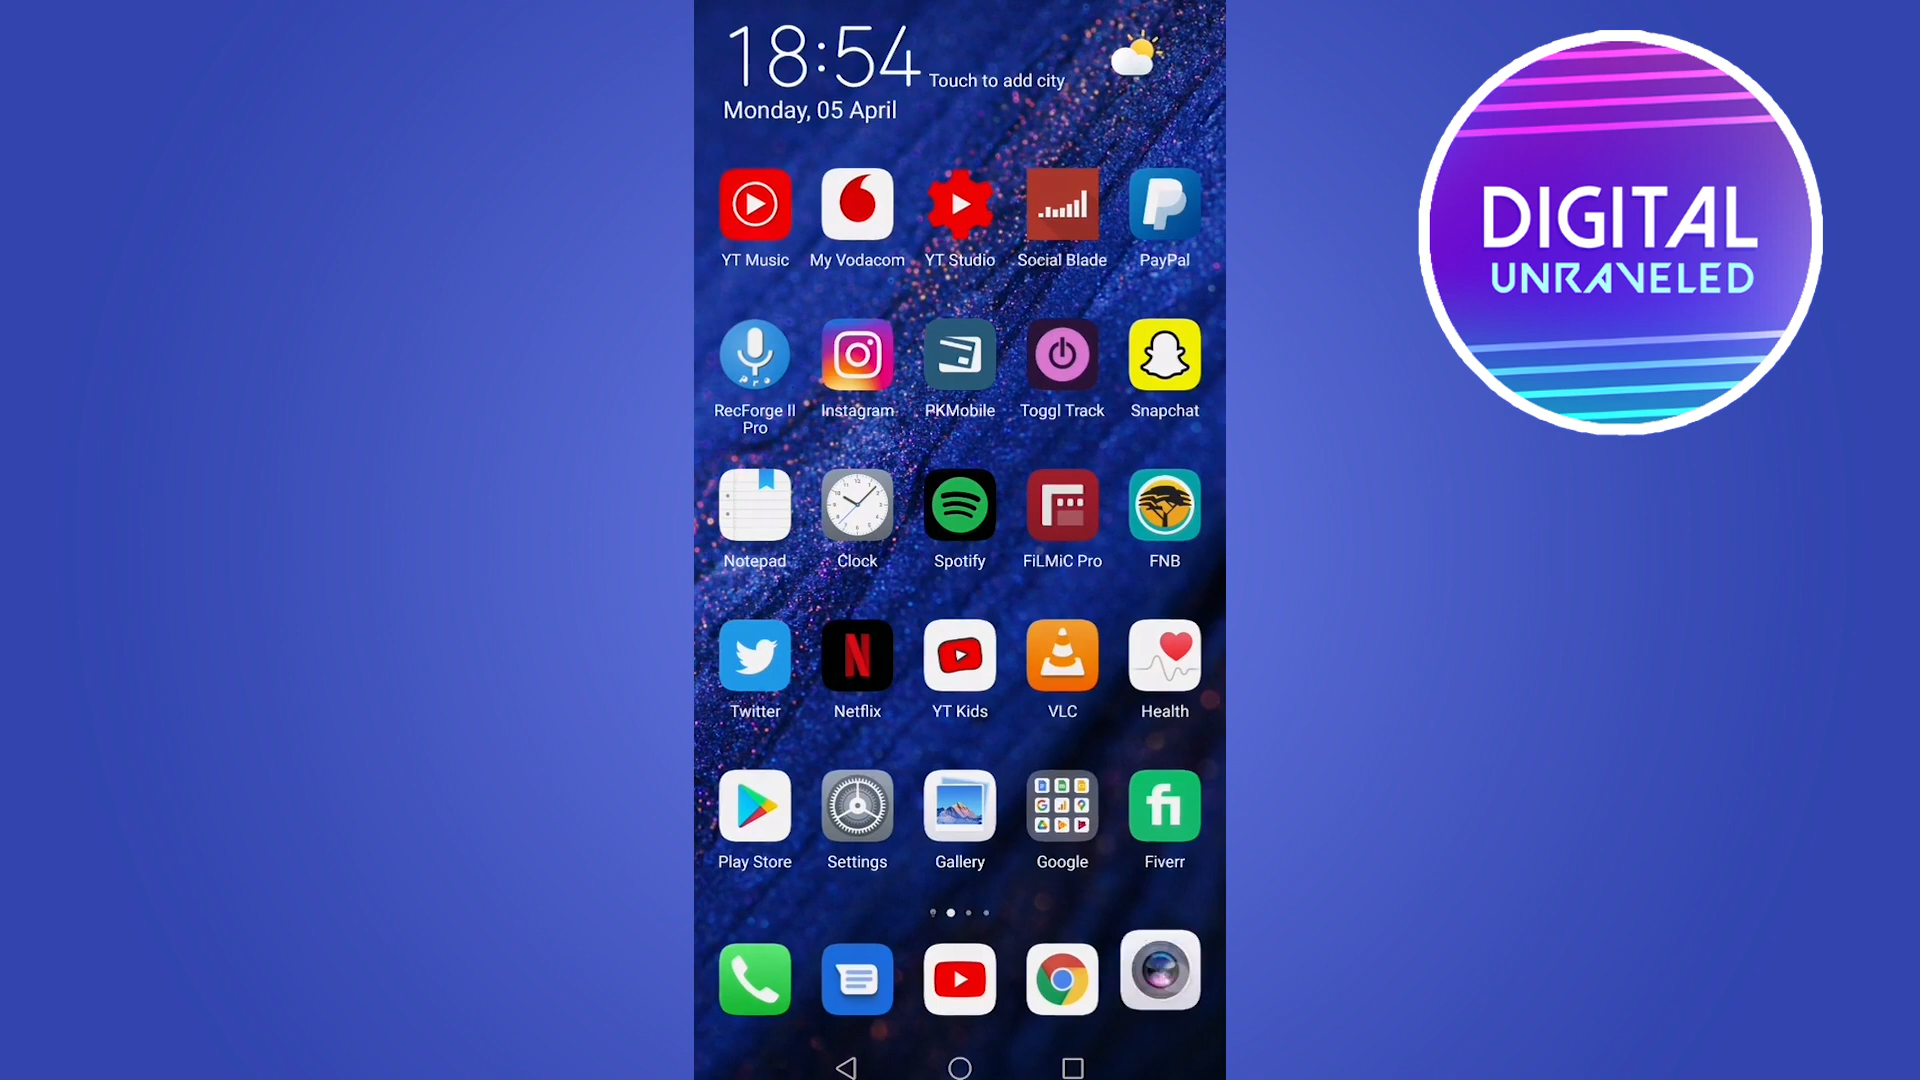 18:54
Touch to add city
Monday, 05 April
DIGITAL
UNRAVELED
YT Music
My Vodacom
YT Studio
Social Blade
PayPal
RecForge II
Pro
Instagram
PKMobile
Toggl Track
Snapchat
Notepad
Clock
Spotify
FiLMiC Pro
FNB
Twitter
Netflix
YT Kids
VLC
Health
Play Store
Settings
Gallery
Google
Fiverr